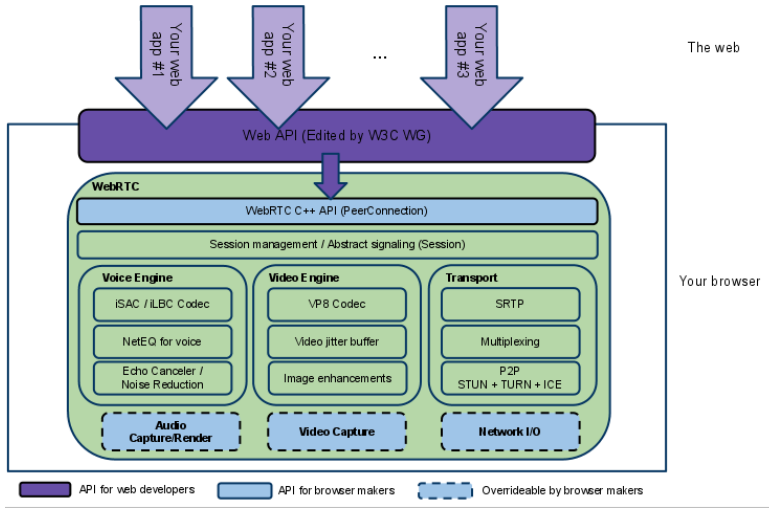 Your web
app #1
Your web
app #2
...
Your web
app #3
The web
Web API (Edited by W3C WG)
WebRTC
WebRTC C++ API (PeerConnection)
Session management / Abstract signaling (Session)
Your browser
Voice Engine
iSAC / iLBC Codec
NetEQ for voice
Echo Canceler /
Noise Reduction
Video Engine
VP8 Codec
Video jitter buffer
Image enhancements
Transport
SRTP
Multiplexing
P2P
STUN + TURN + ICE
Audio
Capture/Render
Video Capture
Network I/O
API for web developers
API for browser makers
Overrideable by browser makers